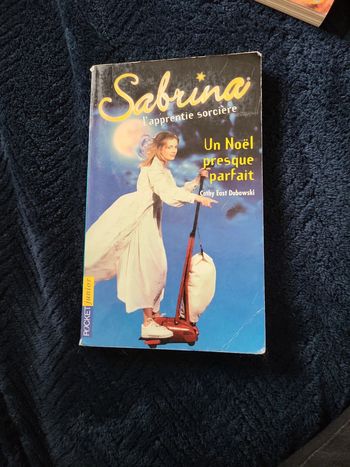 Sabrina
l'apprentie sorcière
Un Noël
presque
parfait
Cathy East Dubowski
POCKET junior